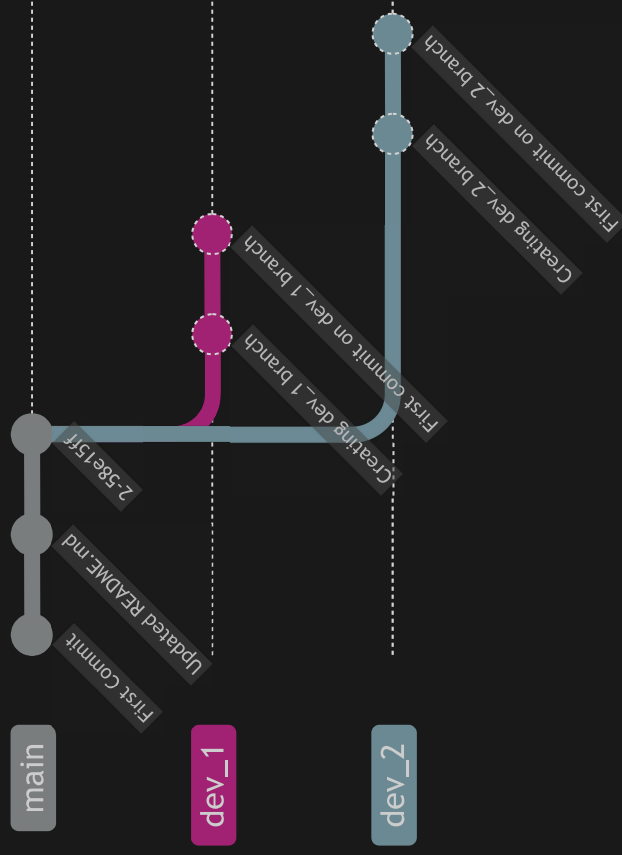 First commit on dev_2 branch
Creating dev_2 branch
First commit on dev_1 branch
Creating dev_1 branch
2-58e15ff
Updated README.md
First Commit
main
dev_1
dev_2